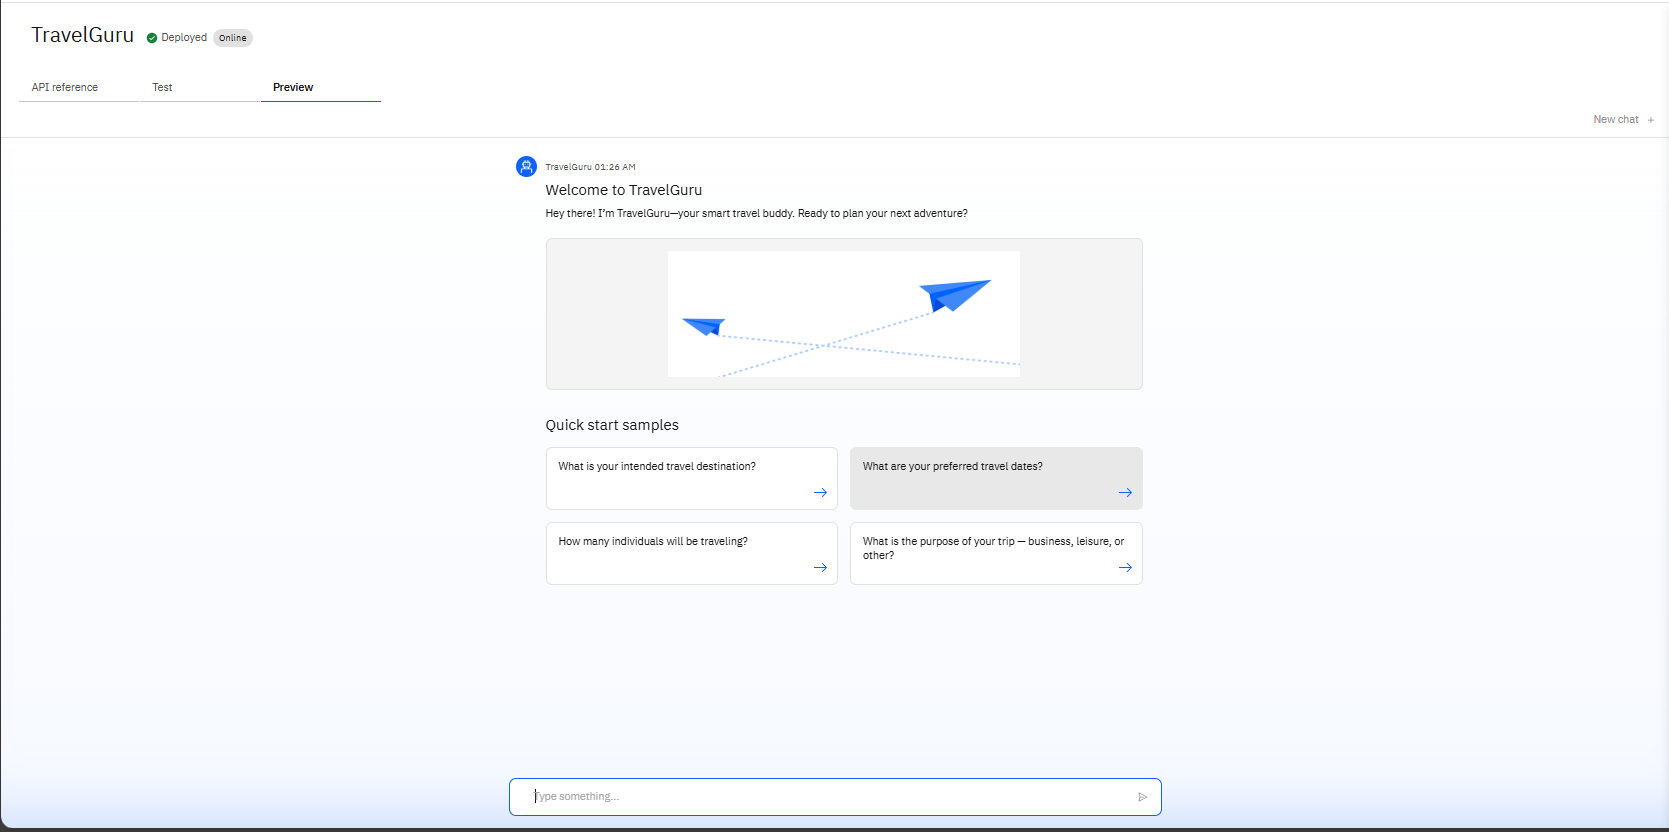 TravelGuru Deployed Online
API reference Test Preview
New chat +
TravelGuru 01:26 AM
Welcome to TravelGuru
Hey there! I'm TravelGuru—your smart travel buddy. Ready to plan your next adventure?
Quick start samples
What is your intended travel destination?
What are your preferred travel dates?
How many individuals will be traveling?
What is the purpose of your trip — business, leisure, or
other?
Type something...